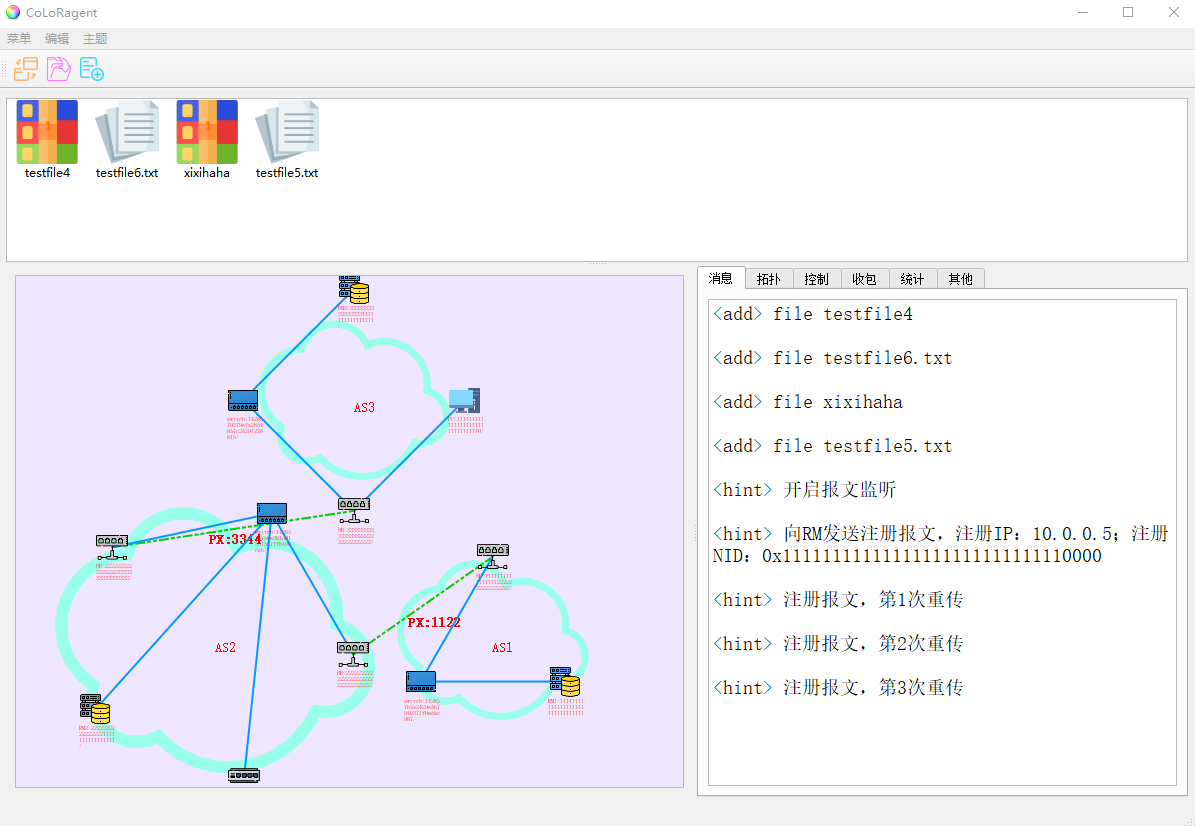 CoLoRagent
菜单 编辑 主题
testfile4 testfile6.txt xixihaha testfile5.txt
AS3
PX:3344
PX:1122
AS2
AS1
消息 拓扑 控制 收包 统计 其他
<add> file testfile4
<add> file testfile6.txt
<add> file xixihaha
<add> file testfile5.txt
<hint> 开启报文监听
<hint> 向RM发送注册报文，注册IP：10.0.0.5；注册
NID：0x11111111111111111111111111110000
<hint> 注册报文，第1次重传
<hint> 注册报文，第2次重传
<hint> 注册报文，第3次重传